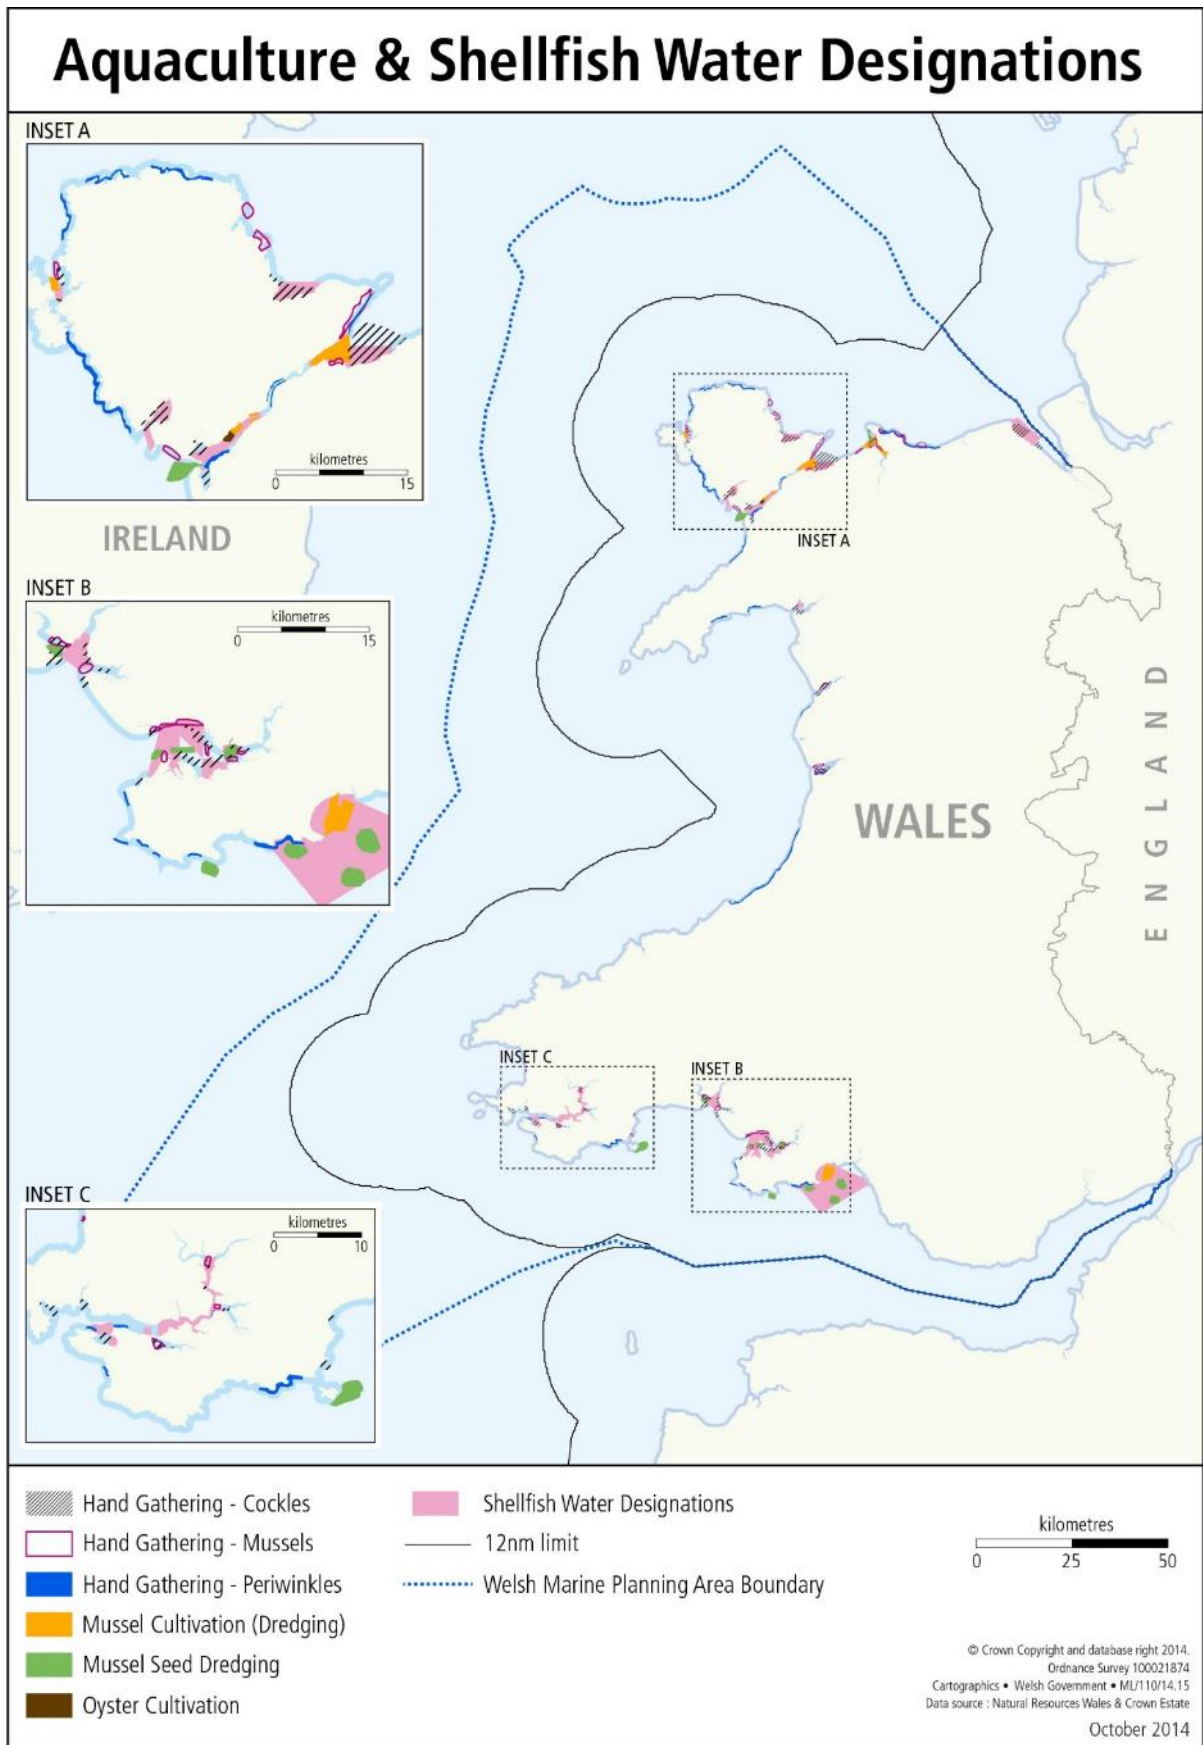 Aquaculture & Shellfish Water Designations
INSET A
kilometres
0 15
IRELAND
INSET A
INSET B
kilometres
0 15
ENGLAND
WALES
INSET C
INSET B
INSET C
kilometres
0 10
Hand Gathering - Cockles
Hand Gathering - Mussels
Hand Gathering - Periwinkles
Mussel Cultivation (Dredging)
Mussel Seed Dredging
Oyster Cultivation
Shellfish Water Designations
12nm limit
Welsh Marine Planning Area Boundary
kilometres
0 25 50
© Crown Copyright and database right 2014.
Ordnance Survey 100021874
Cartographics • Welsh Government • ML/110/14.15
Data source : Natural Resources Wales & Crown Estate
October 2014